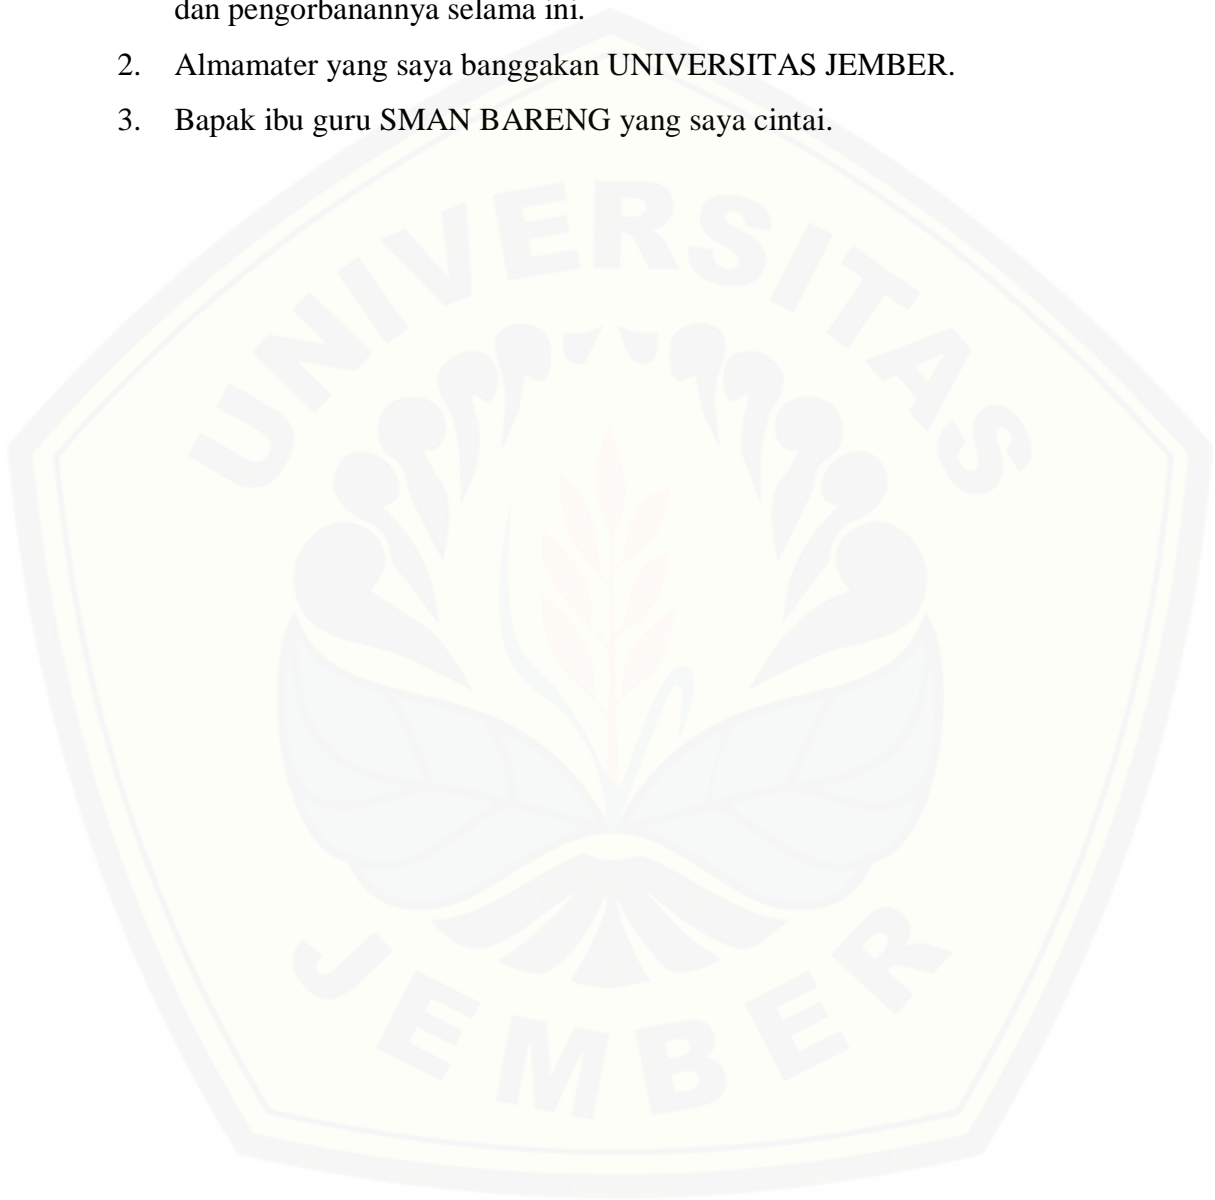 dan pengorbanannya selama ini.
2. Almamater yang saya banggakan UNIVERSITAS JEMBER.
3. Bapak ibu guru SMAN BARENG yang saya cintai.
UNIVERSITAS
JEMBER